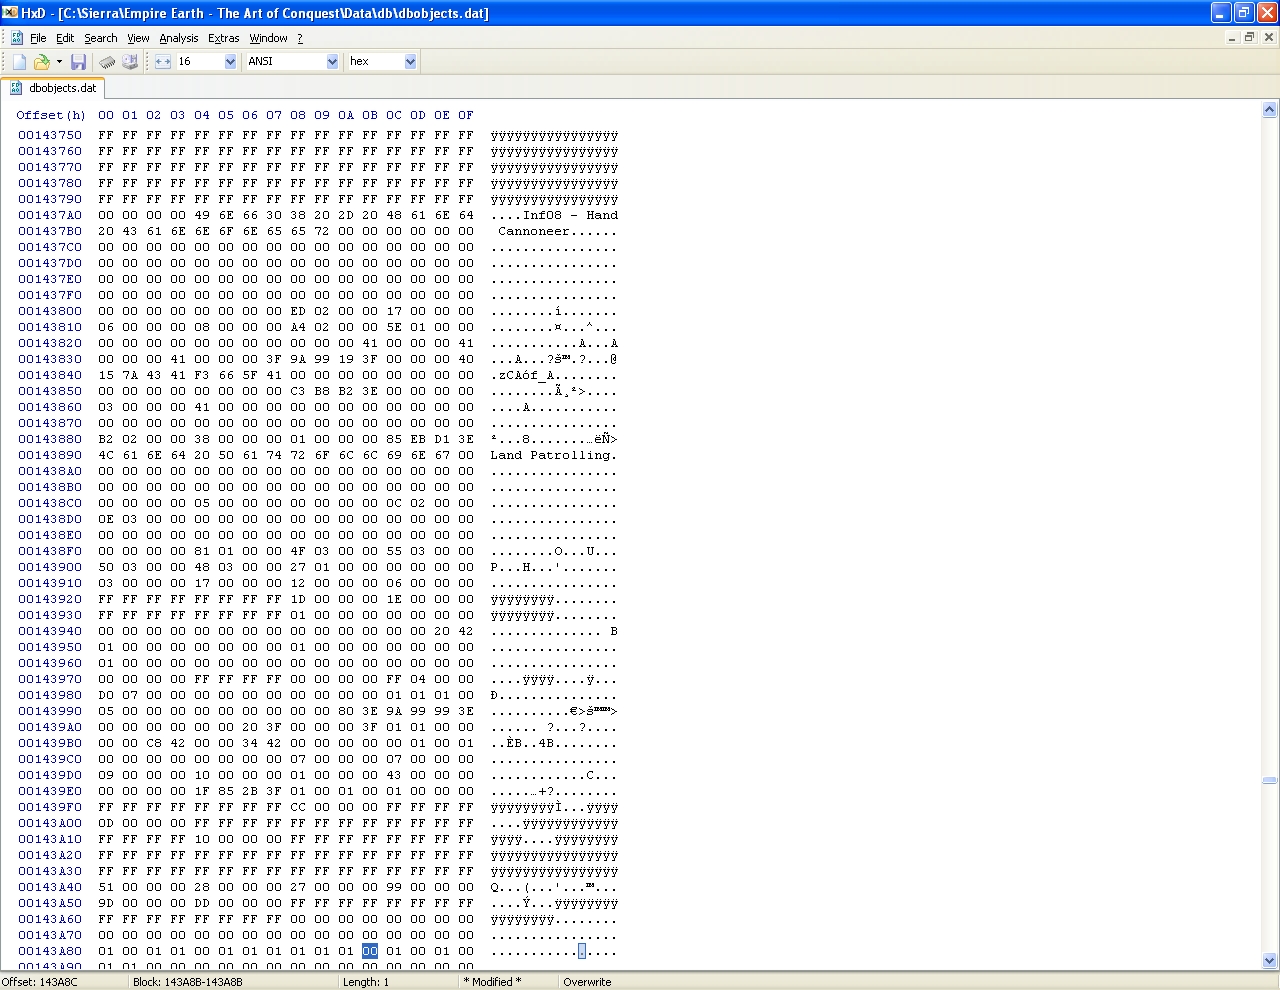 HxD - [C:\Sierra\Empire Earth - The Art of Conquest\Data\db\dbobjects.dat]
File Edit Search View Analysis Extras Window ?
16 ANSI hex
dbobjects.dat
Offset(h) 00 01 02 03 04 05 06 07 08 09 0A 0B 0C 0D 0E 0F
00143750 FF FF FF FF FF FF FF FF FF FF FF FF FF FF FF FF ÿÿÿÿÿÿÿÿÿÿÿÿÿÿÿÿ
00143760 FF FF FF FF FF FF FF FF FF FF FF FF FF FF FF FF ÿÿÿÿÿÿÿÿÿÿÿÿÿÿÿÿ
00143770 FF FF FF FF FF FF FF FF FF FF FF FF FF FF FF FF ÿÿÿÿÿÿÿÿÿÿÿÿÿÿÿÿ
00143780 FF FF FF FF FF FF FF FF FF FF FF FF FF FF FF FF ÿÿÿÿÿÿÿÿÿÿÿÿÿÿÿÿ
00143790 FF FF FF FF FF FF FF FF FF FF FF FF FF FF FF FF ÿÿÿÿÿÿÿÿÿÿÿÿÿÿÿÿ
001437A0 00 00 00 00 49 6E 66 30 38 20 2D 20 48 61 6E 64 ....Inf08 - Hand
001437B0 20 43 61 6E 6E 6F 6E 65 65 72 00 00 00 00 00 00  Cannoneer......
001437C0 00 00 00 00 00 00 00 00 00 00 00 00 00 00 00 00 ................
001437D0 00 00 00 00 00 00 00 00 00 00 00 00 00 00 00 00 ................
001437E0 00 00 00 00 00 00 00 00 00 00 00 00 00 00 00 00 ................
001437F0 00 00 00 00 00 00 00 00 00 00 00 00 00 00 00 00 ................
00143800 00 00 00 00 00 00 00 00 ED 02 00 00 17 00 00 00 ........í.......
00143810 06 00 00 00 08 00 00 00 A4 02 00 00 5E 01 00 00 ........¤...^...
00143820 00 00 00 00 00 00 00 00 00 00 00 41 00 00 00 41 ...........A...A
00143830 00 00 00 41 00 00 00 3F 9A 99 19 3F 00 00 00 40 ...A...?š™.?...@
00143840 15 7A 43 41 F3 66 5F 41 00 00 00 00 00 00 00 00 .zCAóf_A........
00143850 00 00 00 00 00 00 00 00 C3 B8 B2 3E 00 00 00 00 ........Ã¸²>....
00143860 03 00 00 00 41 00 00 00 00 00 00 00 00 00 00 00 ....A...........
00143870 00 00 00 00 00 00 00 00 00 00 00 00 00 00 00 00 ................
00143880 B2 02 00 00 38 00 00 00 01 00 00 00 85 EB D1 3E ²...8.......…ëÑ>
00143890 4C 61 6E 64 20 50 61 74 72 6F 6C 6C 69 6E 67 00 Land Patrolling.
001438A0 00 00 00 00 00 00 00 00 00 00 00 00 00 00 00 00 ................
001438B0 00 00 00 00 00 00 00 00 00 00 00 00 00 00 00 00 ................
001438C0 00 00 00 00 05 00 00 00 00 00 00 00 0C 02 00 00 ................
001438D0 0E 03 00 00 00 00 00 00 00 00 00 00 00 00 00 00 ................
001438E0 00 00 00 00 00 00 00 00 00 00 00 00 00 00 00 00 ................
001438F0 00 00 00 00 81 01 00 00 4F 03 00 00 55 03 00 00 ........O...U...
00143900 50 03 00 00 48 03 00 00 27 01 00 00 00 00 00 00 P...H...'.......
00143910 03 00 00 00 17 00 00 00 12 00 00 00 06 00 00 00 ................
00143920 FF FF FF FF FF FF FF FF 1D 00 00 00 1E 00 00 00 ÿÿÿÿÿÿÿÿ........
00143930 FF FF FF FF FF FF FF FF 01 00 00 00 00 00 00 00 ÿÿÿÿÿÿÿÿ........
00143940 00 00 00 00 00 00 00 00 00 00 00 00 00 00 20 42 .............. B
00143950 01 00 00 00 00 00 00 00 01 00 00 00 00 00 00 00 ................
00143960 01 00 00 00 00 00 00 00 00 00 00 00 00 00 00 00 ................
00143970 00 00 00 00 FF FF FF FF 00 00 00 00 FF 04 00 00 ....ÿÿÿÿ....ÿ...
00143980 D0 07 00 00 00 00 00 00 00 00 00 00 01 01 01 00 Ð...............
00143990 05 00 00 00 00 00 00 00 00 00 80 3E 9A 99 99 3E ..........€>š™™>
001439A0 00 00 00 00 00 00 20 3F 00 00 00 3F 01 01 00 00 ...... ?...?....
001439B0 00 00 C8 42 00 00 34 42 00 00 00 00 00 01 00 01 ..ÈB..4B........
001439C0 00 00 00 00 00 00 00 00 07 00 00 00 07 00 00 00 ................
001439D0 09 00 00 00 10 00 00 00 01 00 00 00 43 00 00 00 ............C...
001439E0 00 00 00 00 1F 85 2B 3F 01 00 01 00 01 00 00 00 .....…+?........
001439F0 FF FF FF FF FF FF FF FF CC 00 00 00 FF FF FF FF ÿÿÿÿÿÿÿÿÌ...ÿÿÿÿ
00143A00 0D 00 00 00 FF FF FF FF FF FF FF FF FF FF FF FF ....ÿÿÿÿÿÿÿÿÿÿÿÿ
00143A10 FF FF FF FF 10 00 00 00 FF FF FF FF FF FF FF FF ÿÿÿÿ....ÿÿÿÿÿÿÿÿ
00143A20 FF FF FF FF FF FF FF FF FF FF FF FF FF FF FF FF ÿÿÿÿÿÿÿÿÿÿÿÿÿÿÿÿ
00143A30 FF FF FF FF FF FF FF FF FF FF FF FF FF FF FF FF ÿÿÿÿÿÿÿÿÿÿÿÿÿÿÿÿ
00143A40 51 00 00 00 28 00 00 00 27 00 00 00 99 00 00 00 Q...(...'...™...
00143A50 9D 00 00 00 DD 00 00 00 FF FF FF FF FF FF FF FF ....Ý...ÿÿÿÿÿÿÿÿ
00143A60 FF FF FF FF FF FF FF FF 00 00 00 00 00 00 00 00 ÿÿÿÿÿÿÿÿ........
00143A70 00 00 00 00 00 00 00 00 00 00 00 00 00 00 00 00 ................
00143A80 01 00 01 01 00 01 01 01 01 01 01 00 01 00 01 00 ................
00143A90 01 01 00 00 00 00 00 00 00 00 00 00 00 00 00 00 ................
Offset: 143A8C Block: 143A8B-143A8B Length: 1 * Modified * Overwrite